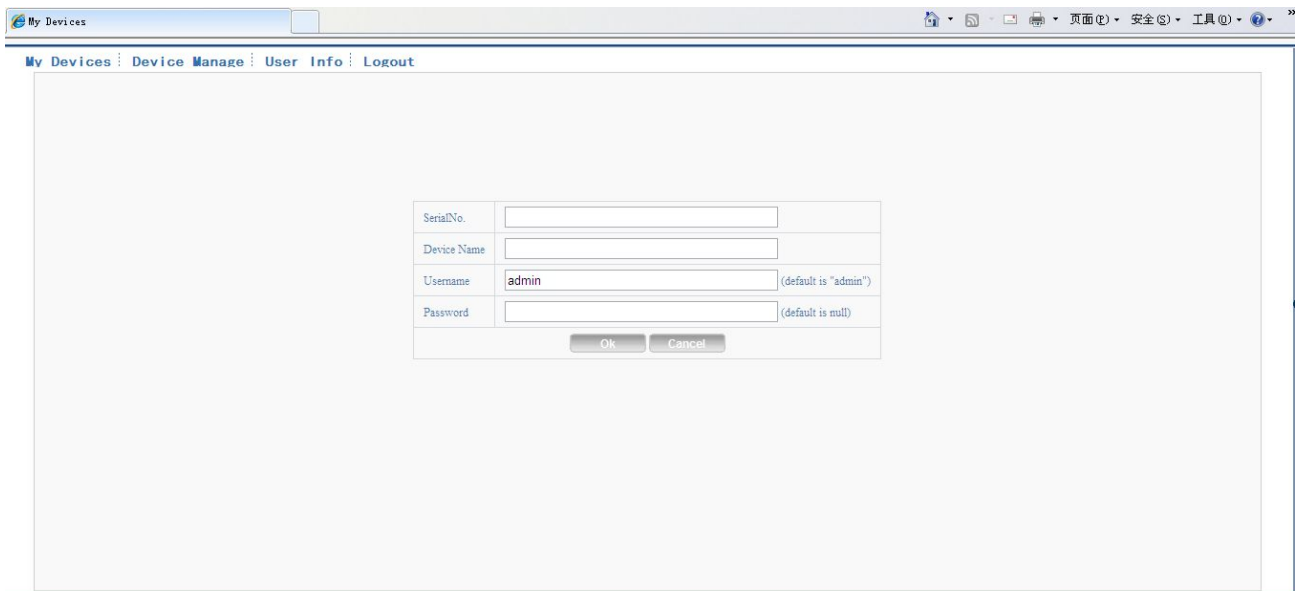 My Devices
页面(P) 安全(S) 工具(O) »
My Devices Device Manage User Info Logout
SerialNo.
Device Name
Username admin (default is "admin")
Password (default is null)
Ok Cancel